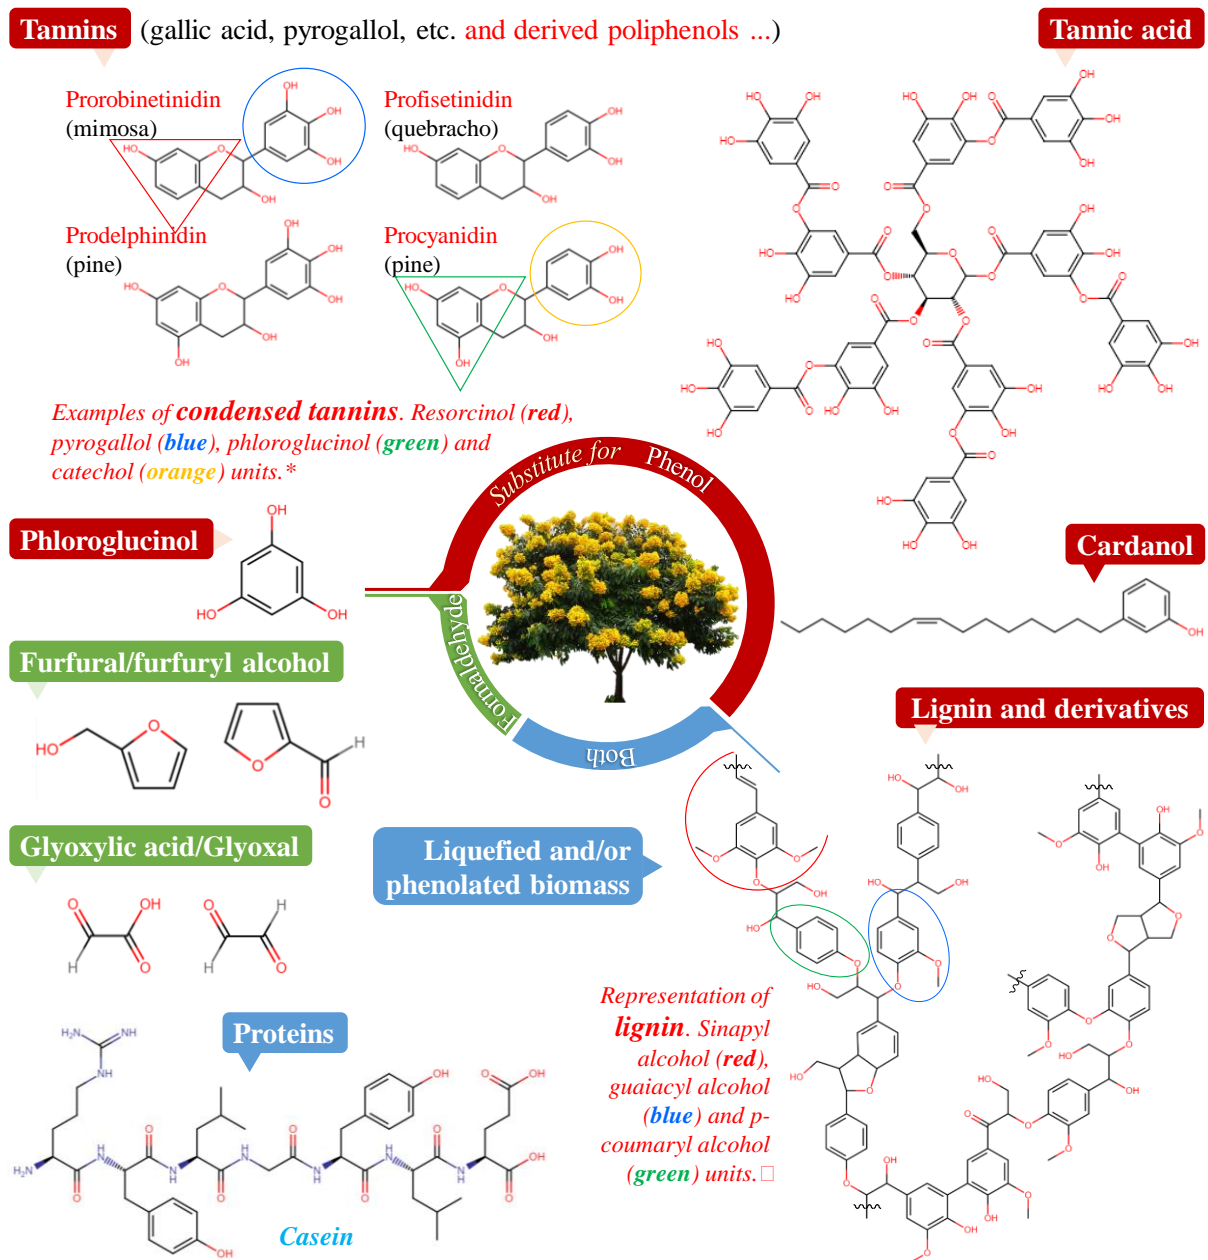 Tannins (gallic acid, pyrogallol, etc. and derived poliphenols ...)
Tannic acid
Prorobinetinidin
(mimosa)
Profisetinidin
(quebracho)
Prodelphinidin
(pine)
Procyanidin
(pine)
Examples of condensed tannins. Resorcinol (red),
pyrogallol (blue), phloroglucinol (green) and
catechol (orange) units.*
Substitute for Phenol
Formaldehyde
Both
Phloroglucinol
Cardanol
Furfural/furfuryl alcohol
Lignin and derivatives
Glyoxylic acid/Glyoxal
Liquefied and/or
phenolated biomass
Representation of
lignin. Sinapyl
alcohol (red),
guaiacyl alcohol
(blue) and p-
coumaryl alcohol
(green) units.□
Proteins
Casein